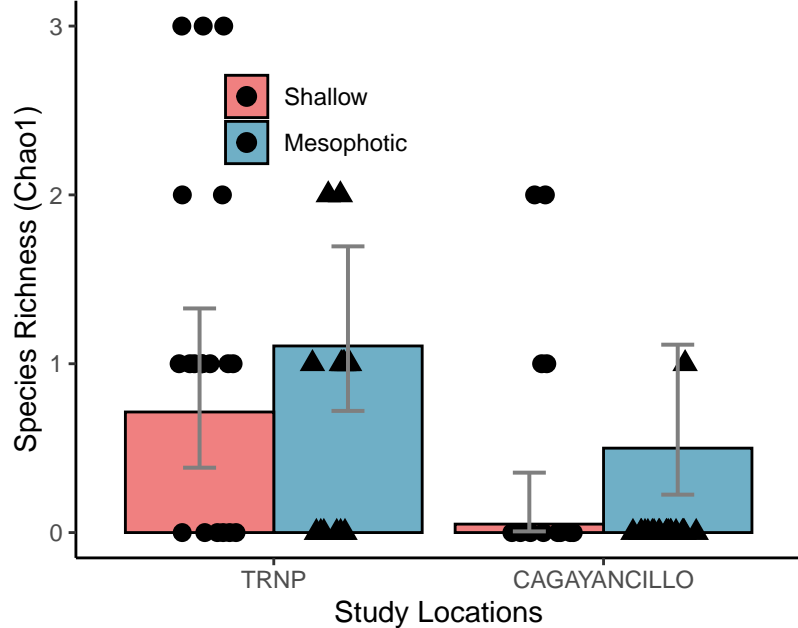 3
2
1
0
Species Richness (Chao1)
Shallow
Mesophotic
TRNP
CAGAYANCILLO
Study Locations